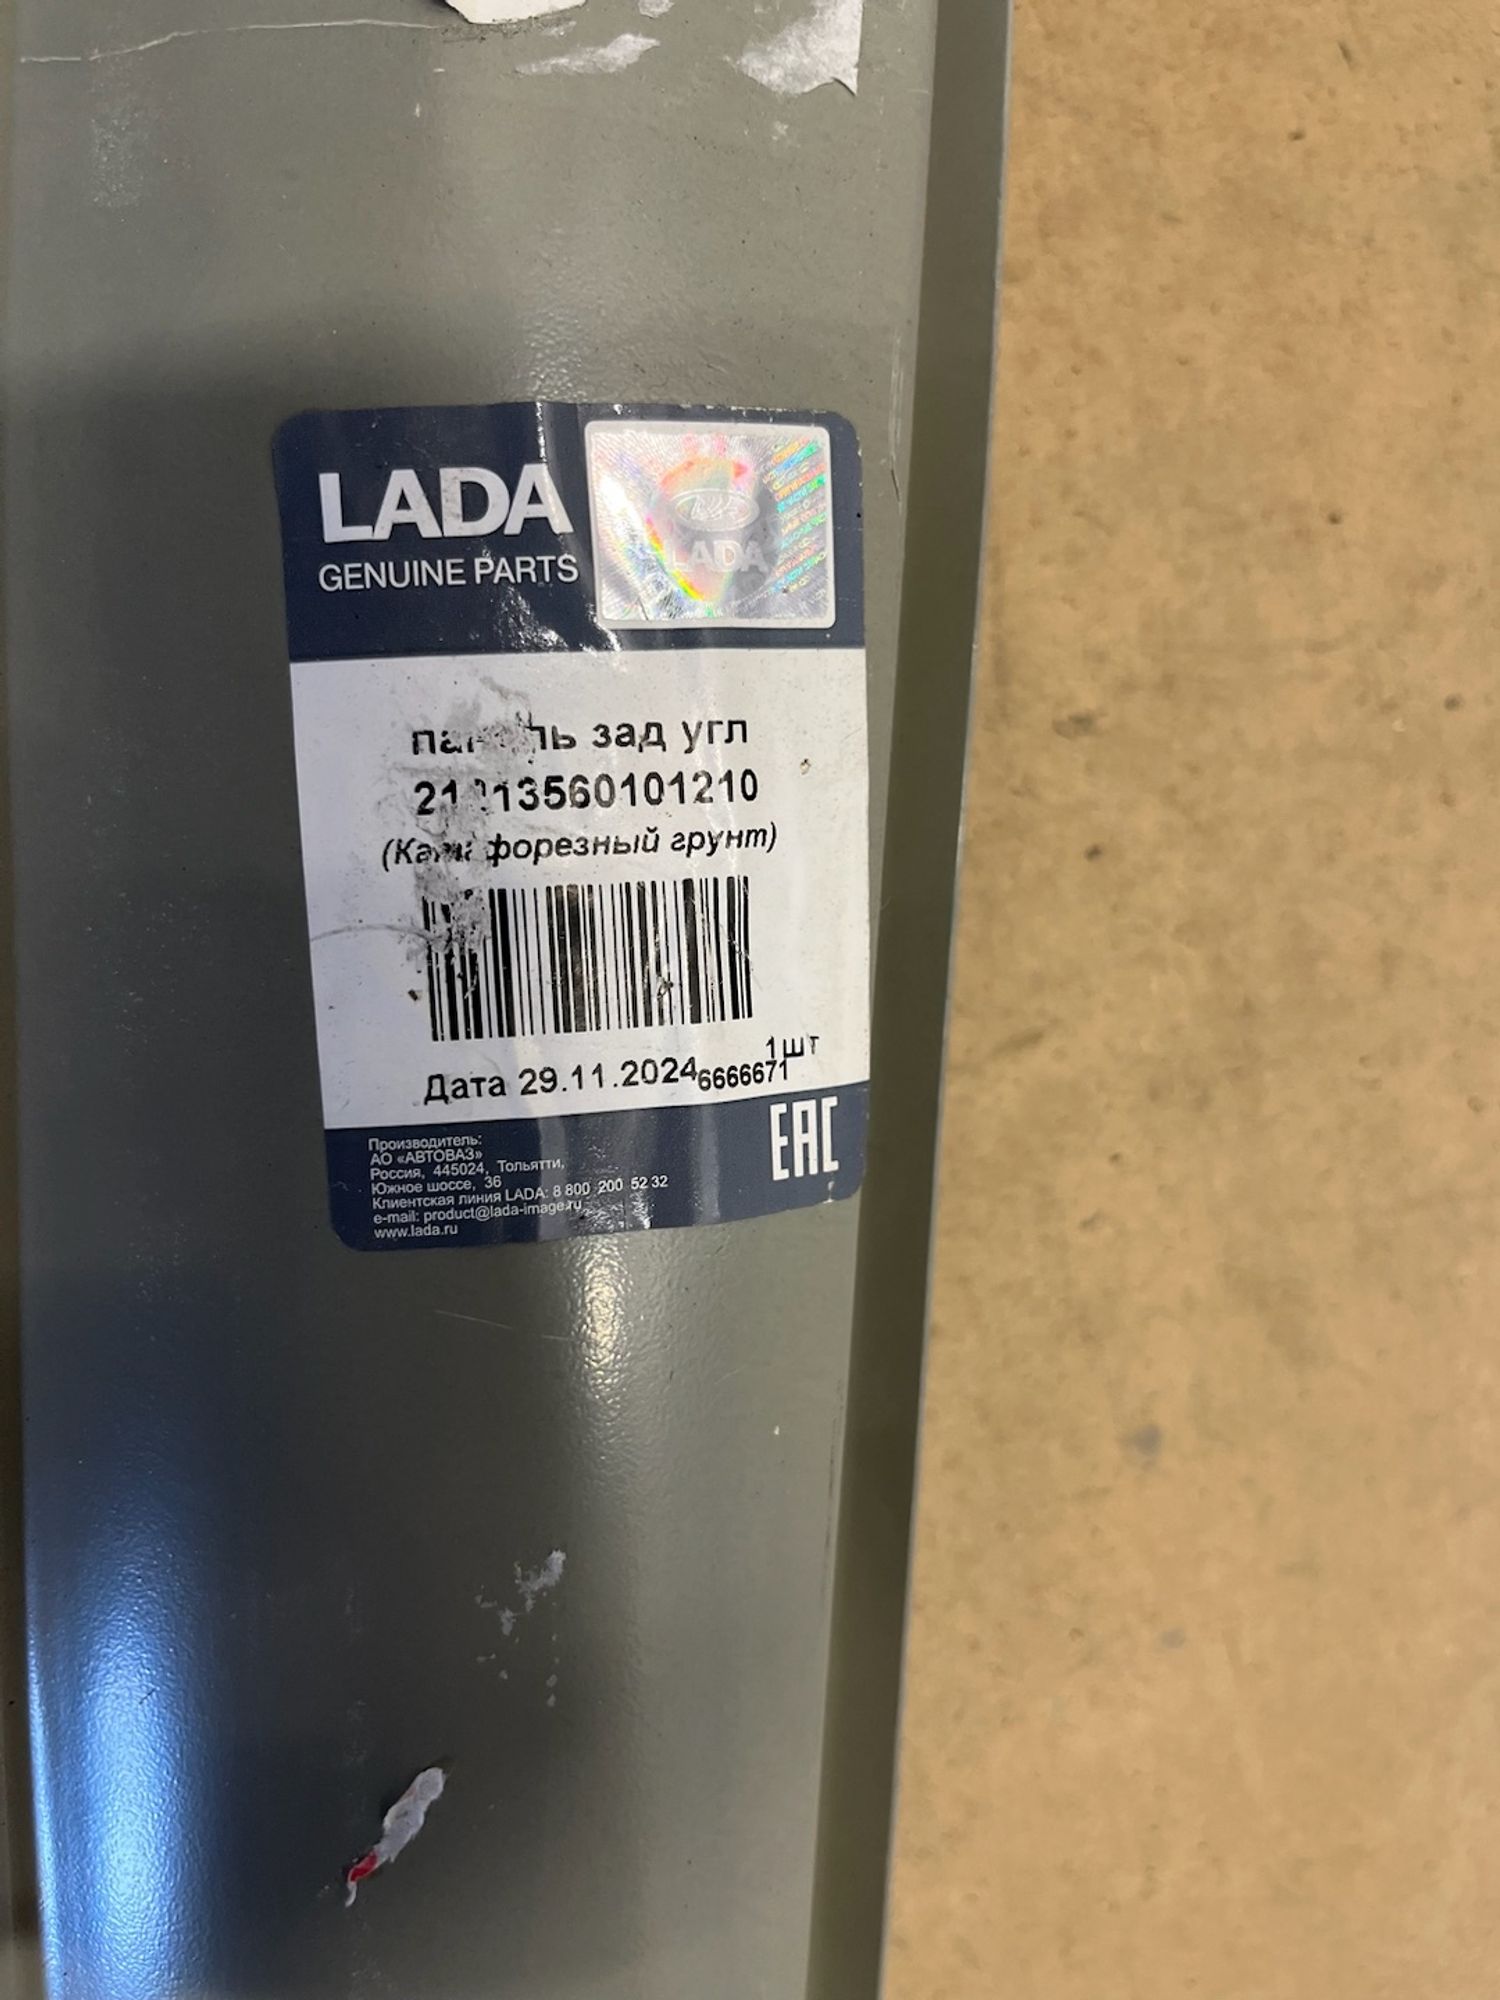 LADA
GENUINE PARTS
LADA
зад угл
(форезный грунт)
1шт
Дата 29.11.2024 6666671
EAC
Производитель:
АО «АВТОВАЗ»
Россия, 445024, Тольятти,
Южное шоссе, 36
Клиентская линия LADA: 8 800 200 52 32
e-mail: product@lada-image.ru
www.lada.ru